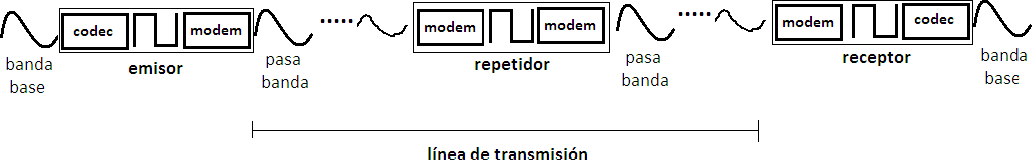 banda
base
codec
modem
emisor
pasa
banda
modem
modem
repetidor
pasa
banda
modem
codec
receptor
banda
base
línea de transmisión